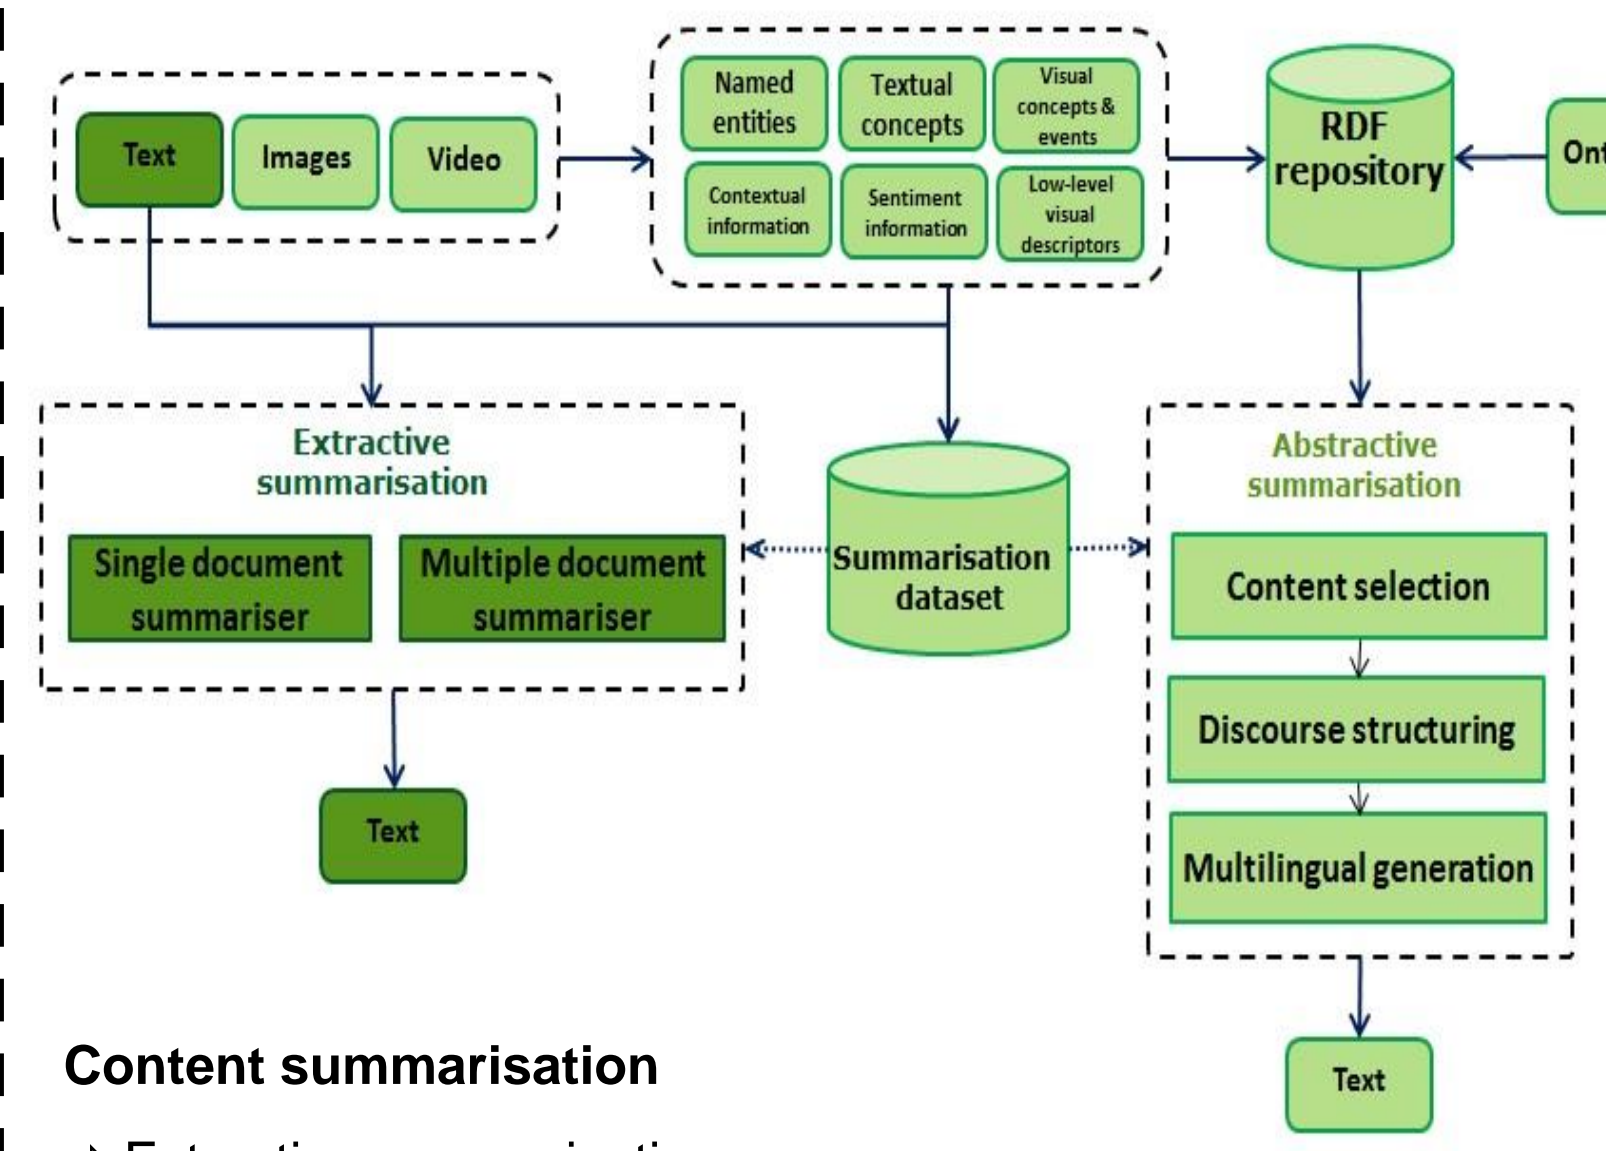 Text
Images
Video
Named
entities
Textual
concepts
Visual
concepts &
events
Contextual
information
Sentiment
information
Low-level
visual
descriptors
RDF
repository
Extractive
summarisation
Single document
summariser
Multiple document
summariser
Text
Summarisation
dataset
Abstractive
summarisation
Content selection
Discourse structuring
Multilingual generation
Text
Content summarisation